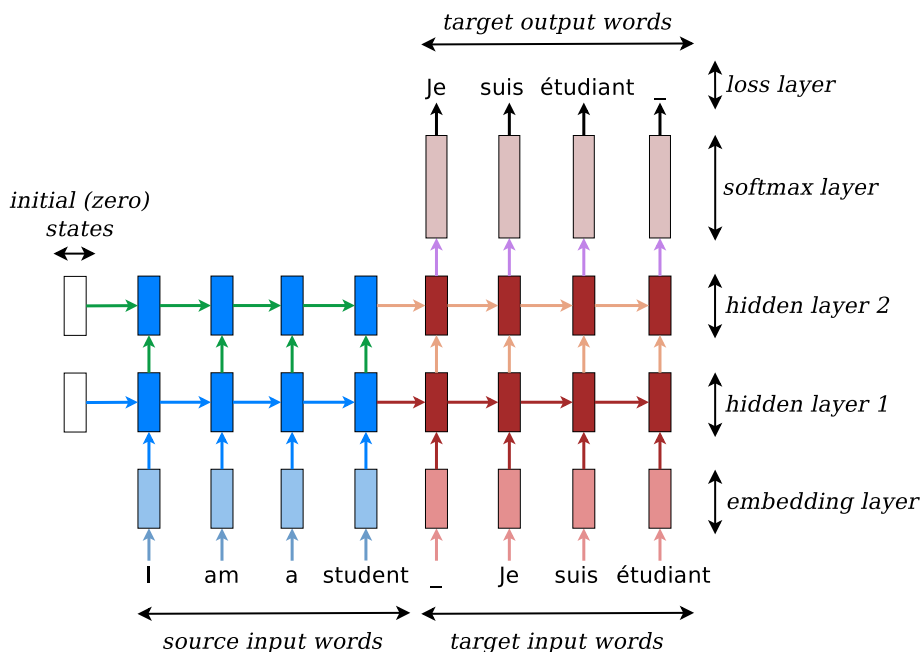 target output words
Je suis étudiant _
loss layer
softmax layer
initial (zero)
states
hidden layer 2
hidden layer 1
embedding layer
I am a student _ Je suis étudiant
source input words target input words